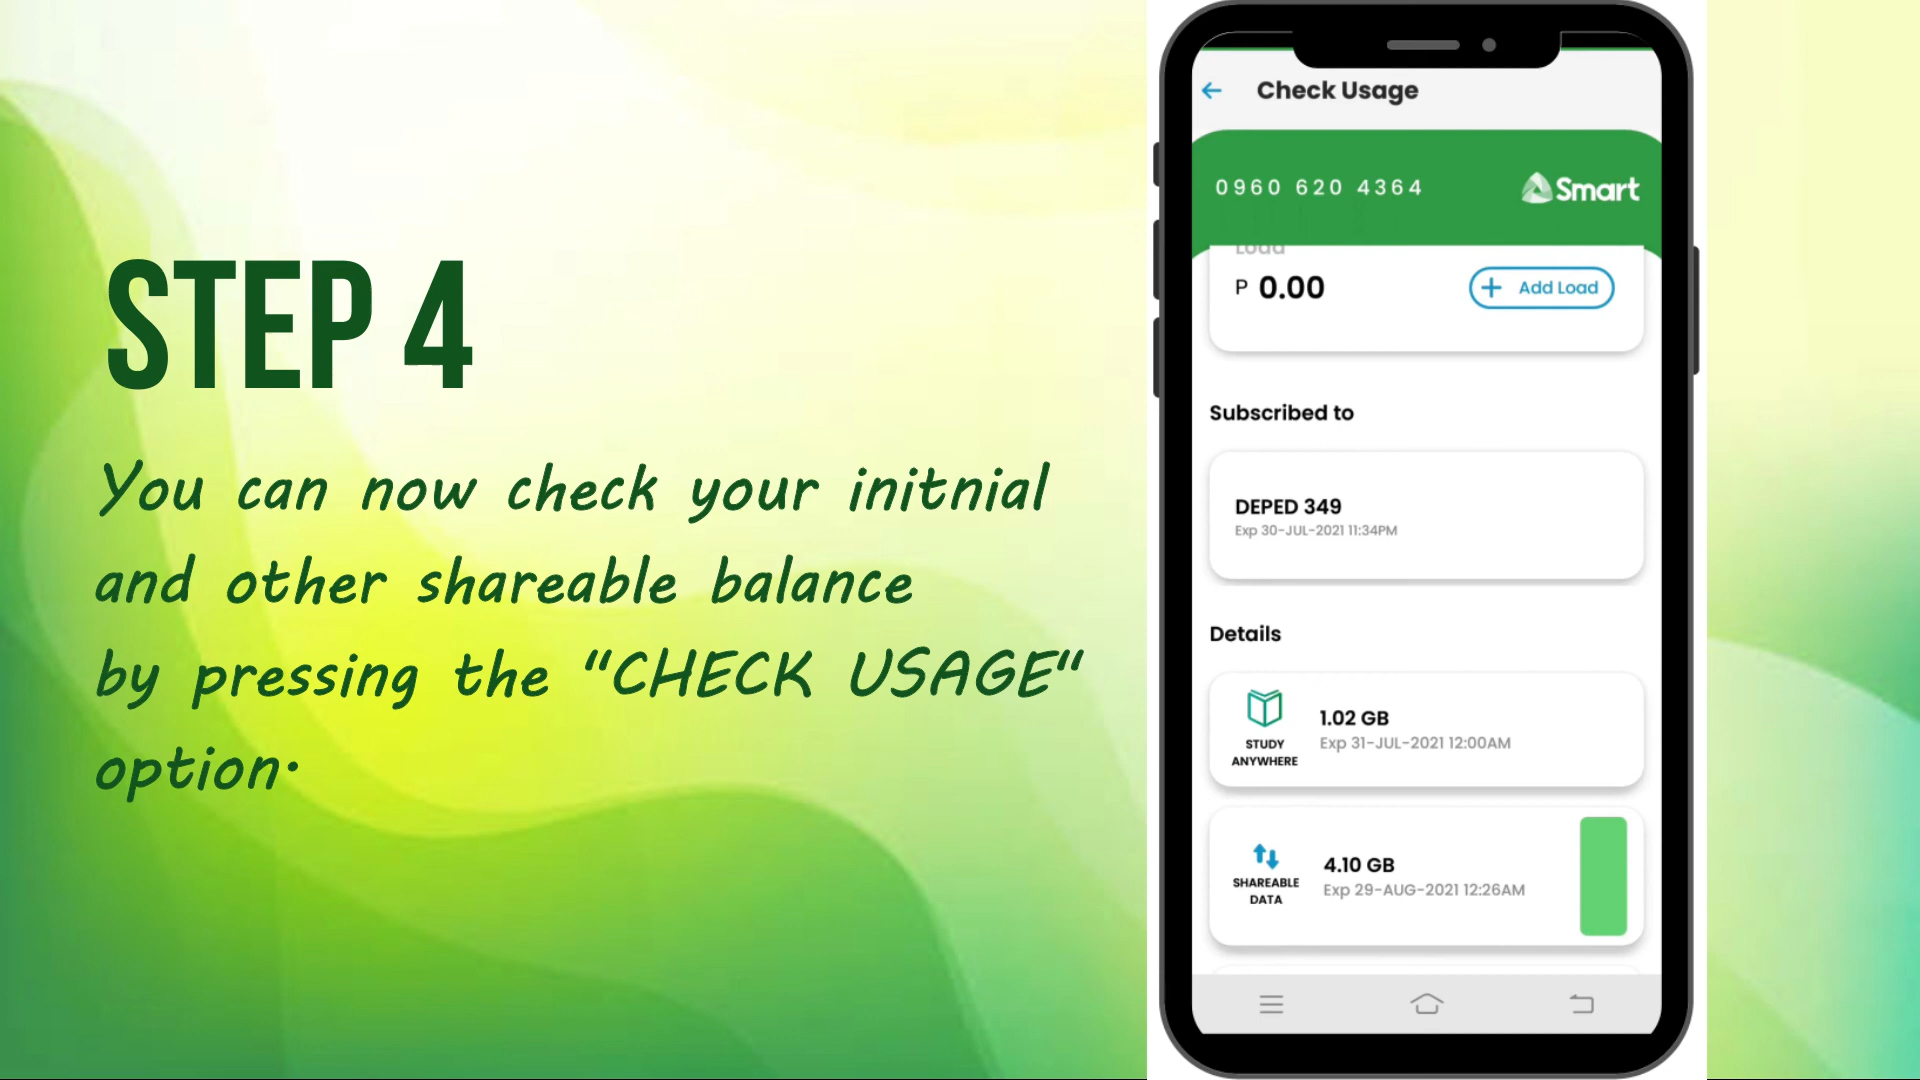 STEP 4
You can now check your initnial
and other shareable balance
by pressing the "CHECK USAGE"
option.
Check Usage
0960 620 4364
Smart
Load
P 0.00
Add Load
Subscribed to
DEPED 349
Exp 30-JUL-2021 11:34PM
Details
STUDY
ANYWHERE
1.02 GB
Exp 31-JUL-2021 12:00AM
SHAREABLE
DATA
4.10 GB
Exp 29-AUG-2021 12:26AM